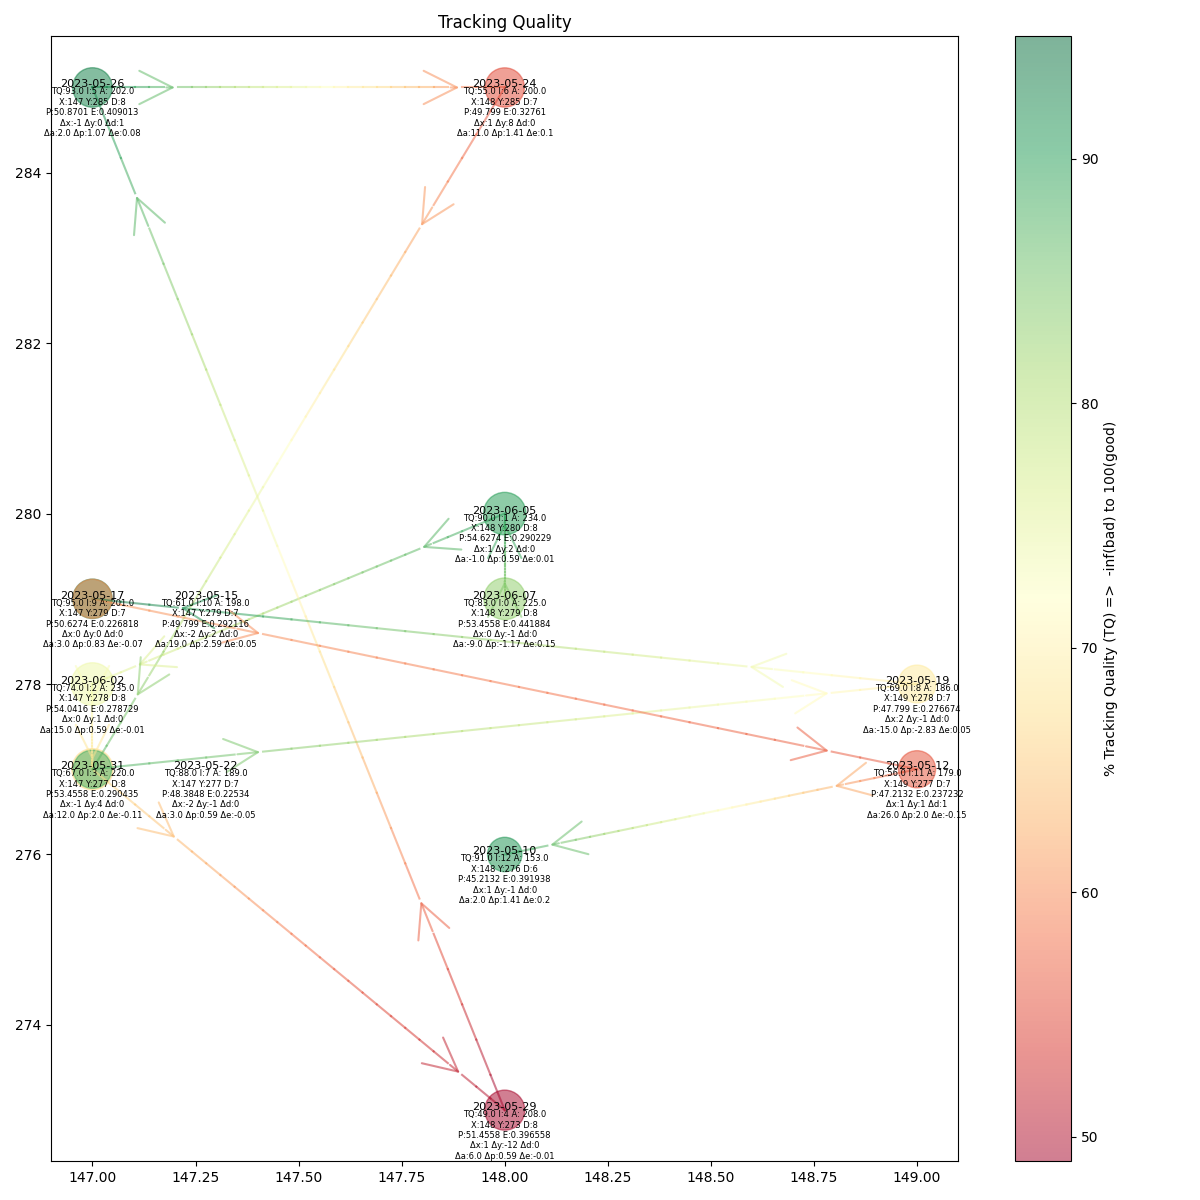 Tracking Quality
2023-05-26
TQ:93.0 I:5 A: 202.0
X:147 Y:285 D:8
P:50.8701 E:0.409013
Δx:-1 Δy:0 Δd:1
Δa:2.0 Δp:1.07 Δe:0.08
2023-05-24
TQ:55.0 I:6 A: 200.0
X:148 Y:285 D:7
P:49.799 E:0.32761
Δx:1 Δy:8 Δd:0
Δa:11.0 Δp:1.41 Δe:0.1
2023-06-05
TQ:90.0 I:1 A: 234.0
X:148 Y:280 D:8
P:54.6274 E:0.290229
Δx:1 Δy:2 Δd:0
Δa:-1.0 Δp:0.59 Δe:0.01
2023-05-17
TQ:95.0 I:9 A: 201.0
X:147 Y:279 D:7
P:50.6274 E:0.226818
Δx:0 Δy:0 Δd:0
Δa:3.0 Δp:0.83 Δe:-0.07
2023-05-15
TQ:61.0 I:10 A: 198.0
X:147 Y:279 D:7
P:49.799 E:0.292116
Δx:-2 Δy:2 Δd:0
Δa:19.0 Δp:2.59 Δe:0.05
2023-06-07
TQ:83.0 I:0 A: 225.0
X:148 Y:279 D:8
P:53.4558 E:0.441884
Δx:0 Δy:-1 Δd:0
Δa:-9.0 Δp:-1.17 Δe:0.15
2023-06-02
TQ:74.0 I:2 A: 235.0
X:147 Y:278 D:8
P:54.0416 E:0.278729
Δx:0 Δy:1 Δd:0
Δa:15.0 Δp:0.59 Δe:-0.01
2023-05-19
TQ:69.0 I:8 A: 186.0
X:149 Y:278 D:7
P:47.799 E:0.276674
Δx:2 Δy:-1 Δd:0
Δa:-15.0 Δp:-2.83 Δe:0.05
2023-05-31
TQ:67.0 I:3 A: 220.0
X:147 Y:277 D:8
P:53.4558 E:0.290435
Δx:-1 Δy:4 Δd:0
Δa:12.0 Δp:2.0 Δe:-0.11
2023-05-22
TQ:88.0 I:7 A: 189.0
X:147 Y:277 D:7
P:48.3848 E:0.22534
Δx:-2 Δy:-1 Δd:0
Δa:3.0 Δp:0.59 Δe:-0.05
2023-05-12
TQ:56.0 I:11 A: 179.0
X:149 Y:277 D:7
P:47.2132 E:0.237232
Δx:1 Δy:1 Δd:1
Δa:26.0 Δp:2.0 Δe:-0.15
2023-05-10
TQ:91.0 I:12 A: 153.0
X:148 Y:276 D:6
P:45.2132 E:0.391938
Δx:1 Δy:-1 Δd:0
Δa:2.0 Δp:1.41 Δe:0.2
2023-05-29
TQ:49.0 I:4 A: 208.0
X:148 Y:273 D:8
P:51.4558 E:0.396558
Δx:1 Δy:-12 Δd:0
Δa:6.0 Δp:0.59 Δe:-0.01
284
282
280
278
276
274
147.00 147.25 147.50 147.75 148.00 148.25 148.50 148.75 149.00
90
80
70
60
50
% Tracking Quality (TQ) => -inf(bad) to 100(good)